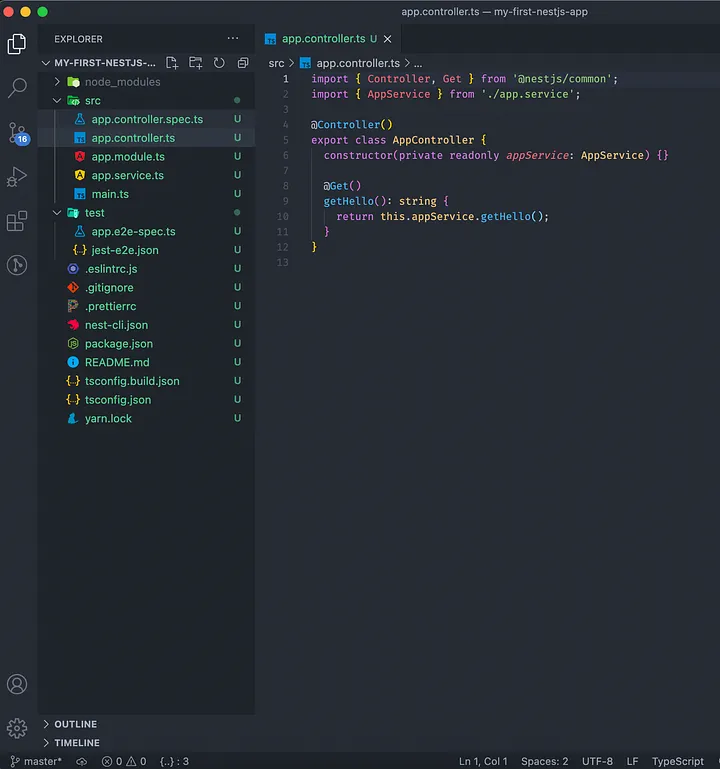 app.controller.ts — my-first-nestjs-app
EXPLORER
...
app.controller.ts U
MY-FIRST-NESTJS-...
src > app.controller.ts > ...
node_modules
src
app.controller.spec.ts U
app.controller.ts U
app.module.ts U
app.service.ts U
main.ts U
test
app.e2e-spec.ts U
jest-e2e.json U
.eslintrc.js U
.gitignore U
.prettierrc U
nest-cli.json U
package.json U
README.md U
tsconfig.build.json U
tsconfig.json U
yarn.lock U
16
1 import { Controller, Get } from '@nestjs/common';
2 import { AppService } from './app.service';
3
4 @Controller()
5 export class AppController {
6 constructor(private readonly appService: AppService) {}
7
8 @Get()
9 getHello(): string {
10 return this.appService.getHello();
11 }
12 }
13
OUTLINE
TIMELINE
master* 0 0 {..} : 3 Ln 1, Col 1 Spaces: 2 UTF-8 LF TypeScript